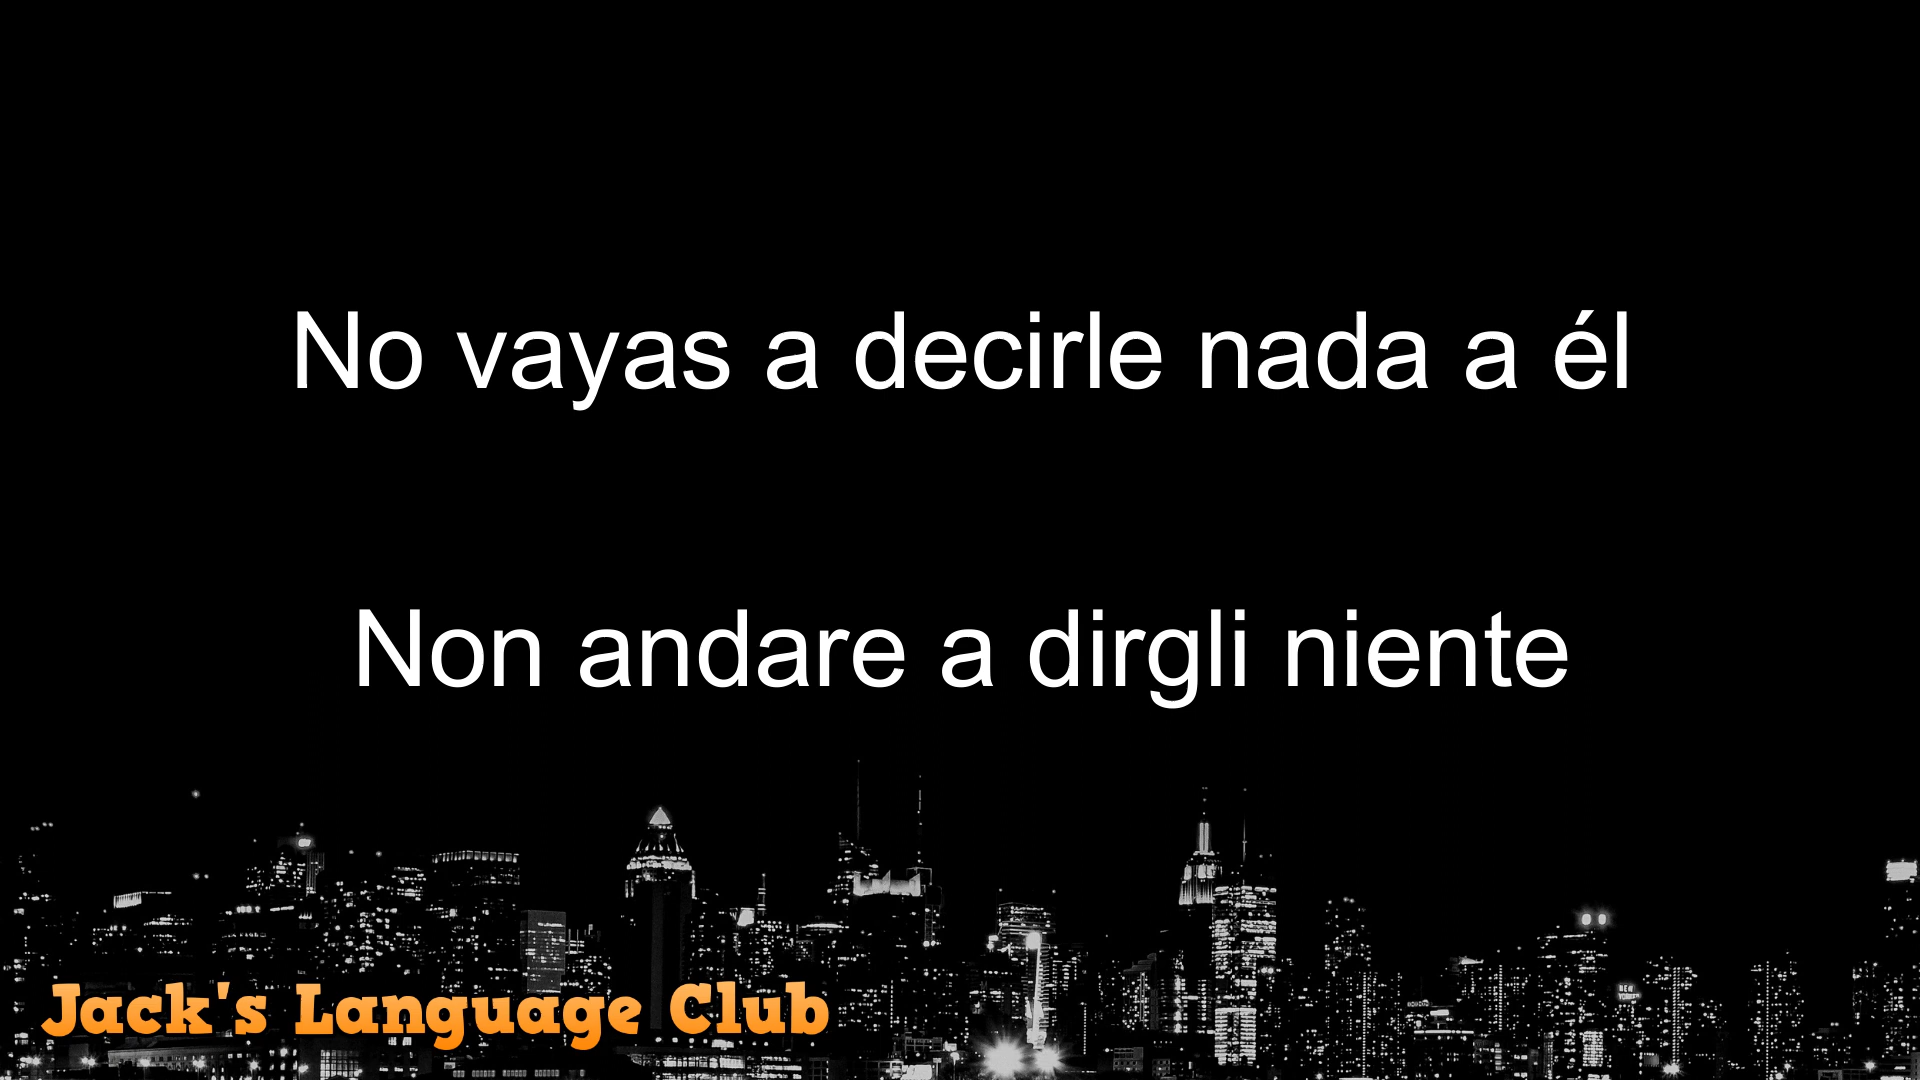 No vayas a decirle nada a él
Non andare a dirgli niente
Jack's Language Club